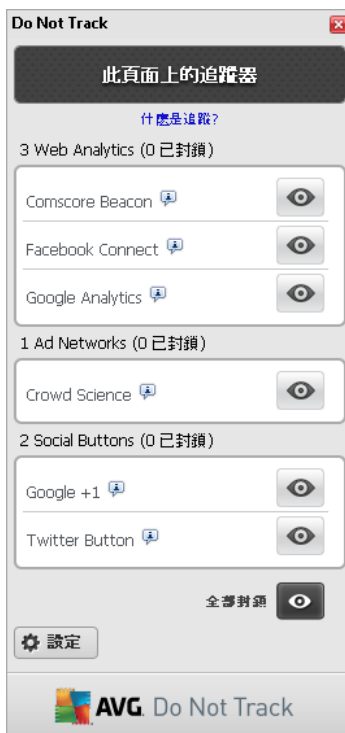 Do Not Track
此頁面上的追蹤器
什麼是追蹤?
3 Web Analytics (0 已封鎖)
Comscore Beacon
Facebook Connect
Google Analytics
1 Ad Networks (0 已封鎖)
Crowd Science
2 Social Buttons (0 已封鎖)
Google +1
Twitter Button
全部封鎖
設定
AVG. Do Not Track